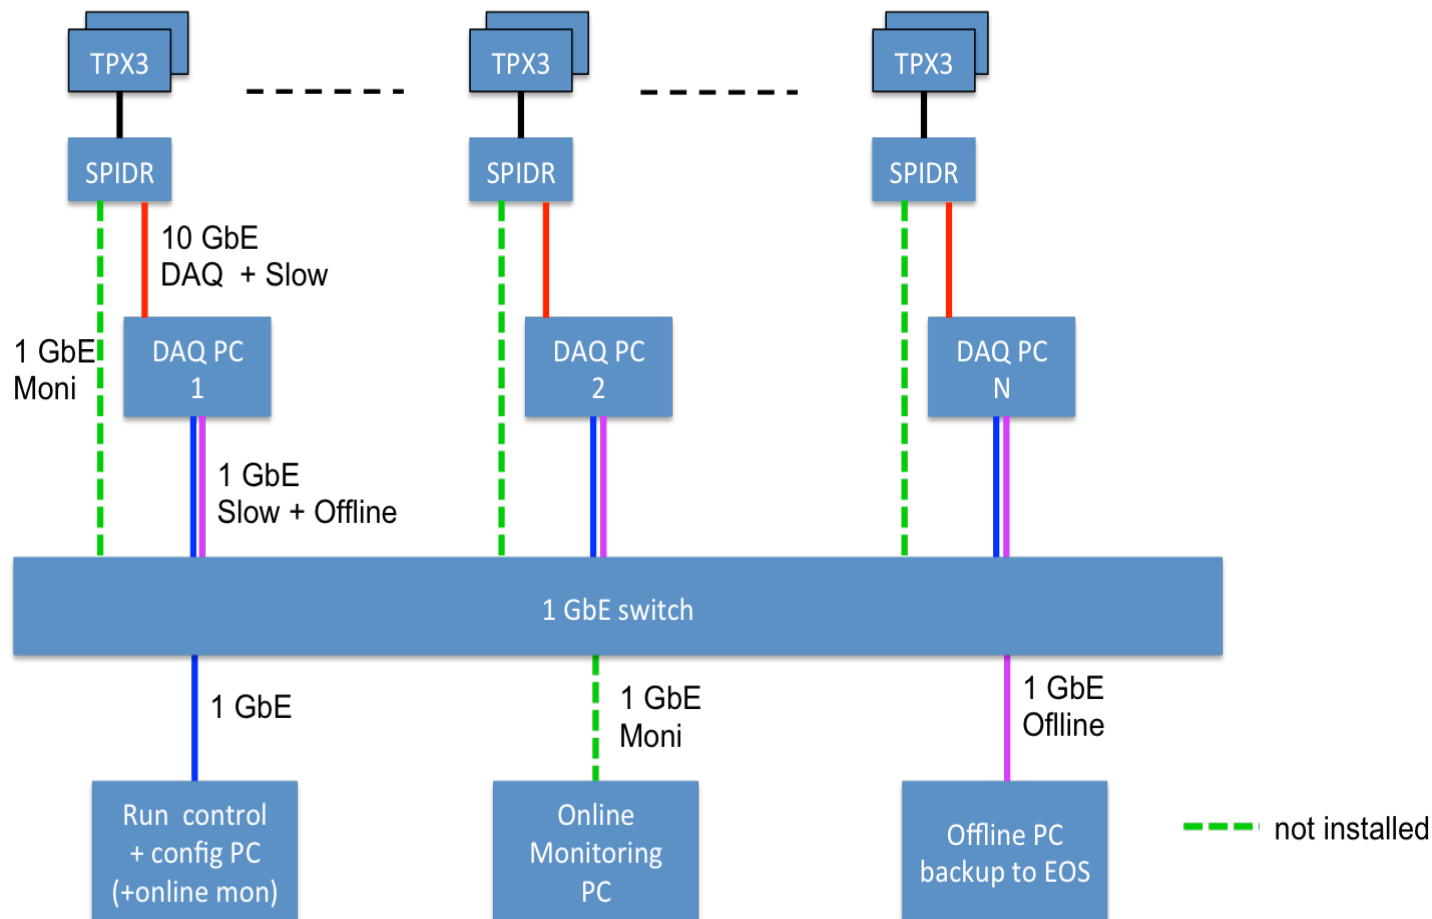 TPX3
TPX3
TPX3
SPIDR
SPIDR
SPIDR
10 GbE
DAQ + Slow
1 GbE
Moni
DAQ PC
1
DAQ PC
2
DAQ PC
N
1 GbE
Slow + Offline
1 GbE switch
1 GbE
1 GbE
Moni
1 GbE
Oflline
Run control
+ config PC
(+online mon)
Online
Monitoring
PC
Offline PC
backup to EOS
not installed